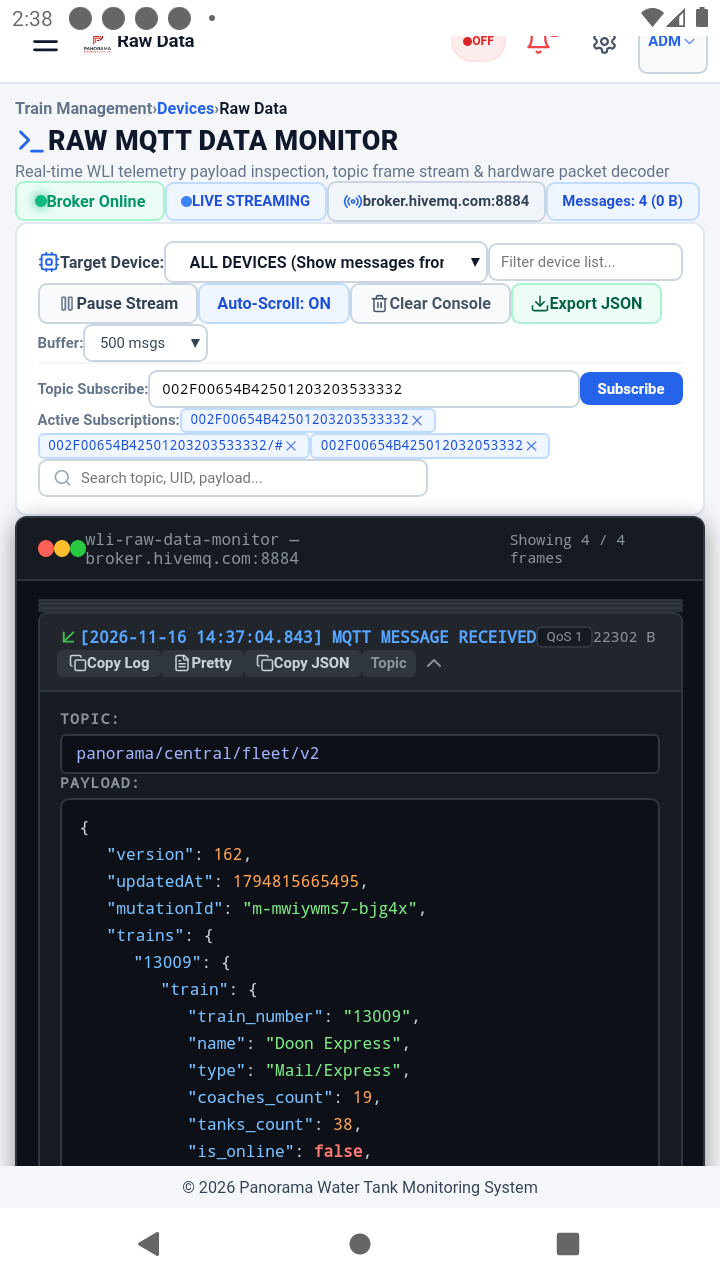 2:38
PANORAMA
Raw Data
OFF
ADM
Train Management›Devices›Raw Data
RAW MQTT DATA MONITOR
Real-time WLI telemetry payload inspection, topic frame stream & hardware packet decoder
Broker Online
LIVE STREAMING
broker.hivemq.com:8884
Messages: 4 (0 B)
Target Device:
ALL DEVICES (Show messages from
Filter device list...
Pause Stream
Auto-Scroll: ON
Clear Console
Export JSON
Buffer:
500 msgs
Topic Subscribe:
002F00654B42501203203533332
Subscribe
Active Subscriptions:
002F00654B42501203203533332
002F00654B42501203203533332/#
002F00654B425012032053332
Search topic, UID, payload...
wli-raw-data-monitor —
broker.hivemq.com:8884
Showing 4 / 4
frames
[2026-11-16 14:37:04.843] MQTT MESSAGE RECEIVED
QoS 1
22302 B
Copy Log
Pretty
Copy JSON
Topic
TOPIC:
panorama/central/fleet/v2
PAYLOAD:
{
"version": 162,
"updatedAt": 1794815665495,
"mutationId": "m-mwiywms7-bjg4x",
"trains": {
"13009": {
"train": {
"train_number": "13009",
"name": "Doon Express",
"type": "Mail/Express",
"coaches_count": 19,
"tanks_count": 38,
"is_online": false,
© 2026 Panorama Water Tank Monitoring System